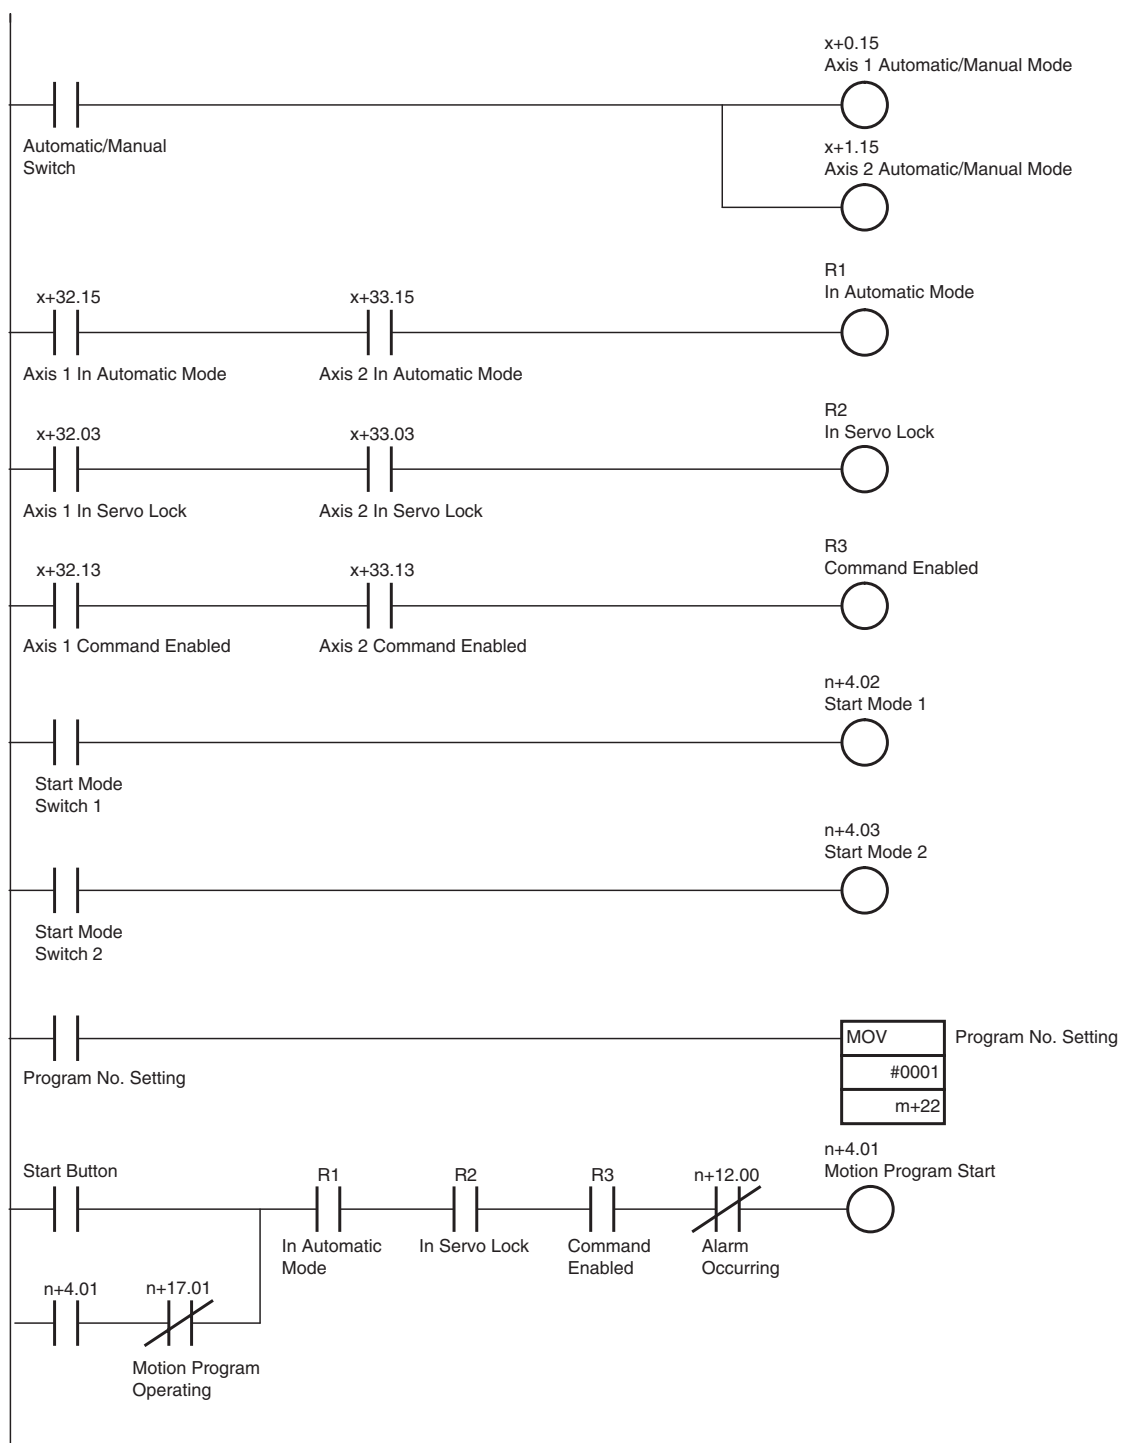 x+0.15
Axis 1 Automatic/Manual Mode
Automatic/Manual
Switch
x+1.15
Axis 2 Automatic/Manual Mode
R1
In Automatic Mode
x+32.15
x+33.15
Axis 1 In Automatic Mode
Axis 2 In Automatic Mode
R2
In Servo Lock
x+32.03
x+33.03
Axis 1 In Servo Lock
Axis 2 In Servo Lock
R3
Command Enabled
x+32.13
x+33.13
Axis 1 Command Enabled
Axis 2 Command Enabled
n+4.02
Start Mode 1
Start Mode
Switch 1
n+4.03
Start Mode 2
Start Mode
Switch 2
MOV
Program No. Setting
#0001
m+22
Program No. Setting
n+4.01
Motion Program Start
Start Button
R1
R2
R3
n+12.00
In Automatic
Mode
In Servo Lock
Command
Enabled
Alarm
Occurring
n+4.01
n+17.01
Motion Program
Operating